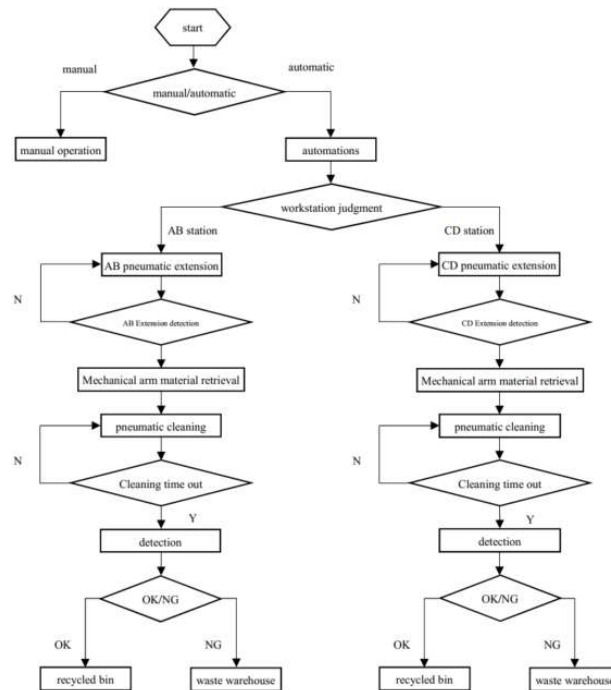 start
manual
automatic
manual/automatic
manual operation
automations
workstation judgment
AB station
CD station
AB pneumatic extension
CD pneumatic extension
N
N
AB Extension detection
CD Extension detection
Mechanical arm material retrieval
Mechanical arm material retrieval
pneumatic cleaning
pneumatic cleaning
N
N
Cleaning time out
Cleaning time out
Y
Y
detection
detection
OK/NG
OK/NG
OK
NG
OK
NG
recycled bin
waste warehouse
recycled bin
waste warehouse